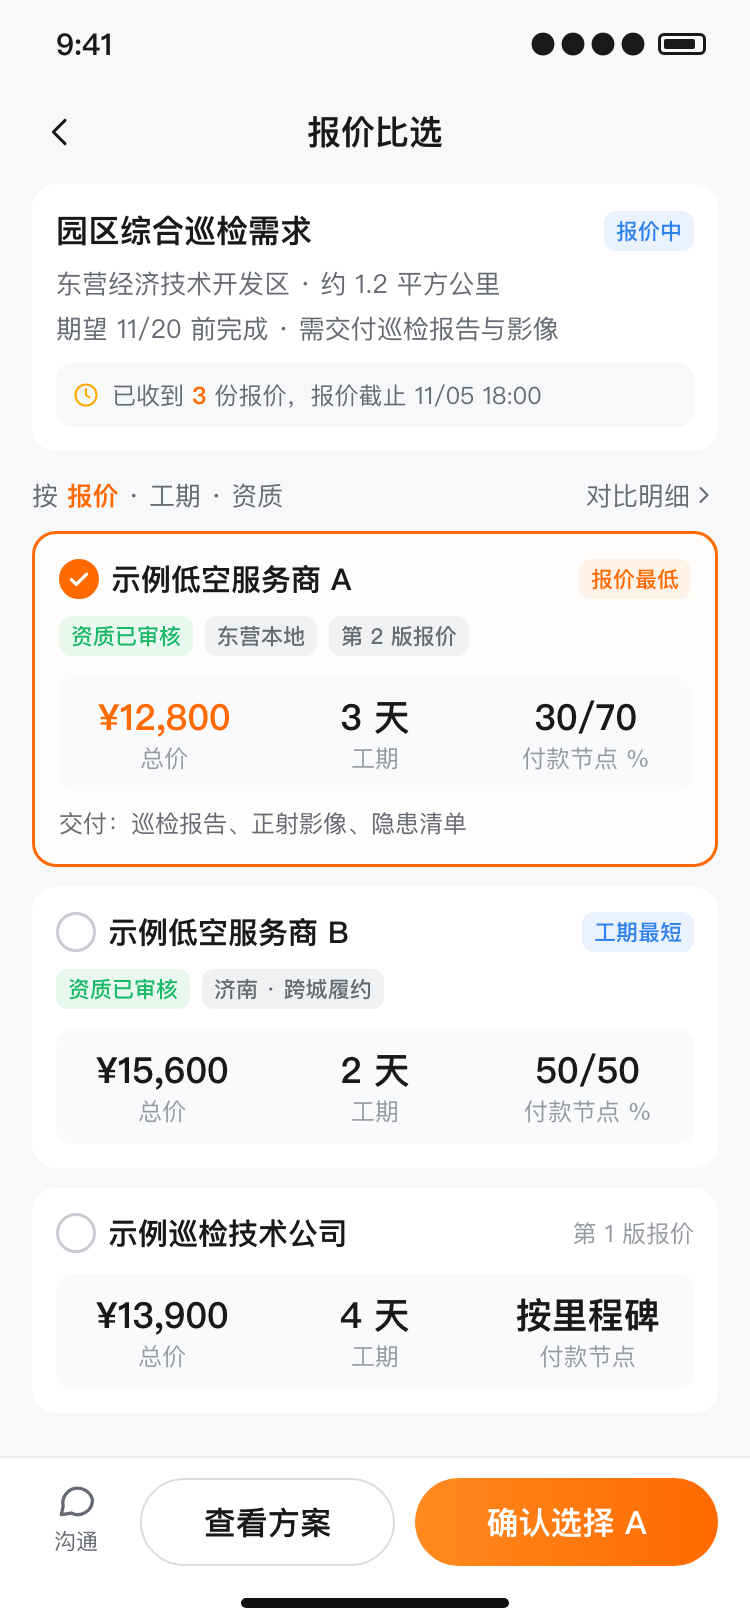 9:41
报价比选
园区综合巡检需求
报价中
东营经济技术开发区 · 约 1.2 平方公里
期望 11/20 前完成 · 需交付巡检报告与影像
已收到 3 份报价，报价截止 11/05 18:00
按 报价 · 工期 · 资质
对比明细
示例低空服务商 A
报价最低
资质已审核 东营本地 第 2 版报价
¥12,800 3 天 30/70
总价 工期 付款节点 %
交付：巡检报告、正射影像、隐患清单
示例低空服务商 B
工期最短
资质已审核 济南 · 跨城履约
¥15,600 2 天 50/50
总价 工期 付款节点 %
示例巡检技术公司
第 1 版报价
¥13,900 4 天 按里程碑
总价 工期 付款节点
沟通
查看方案
确认选择 A